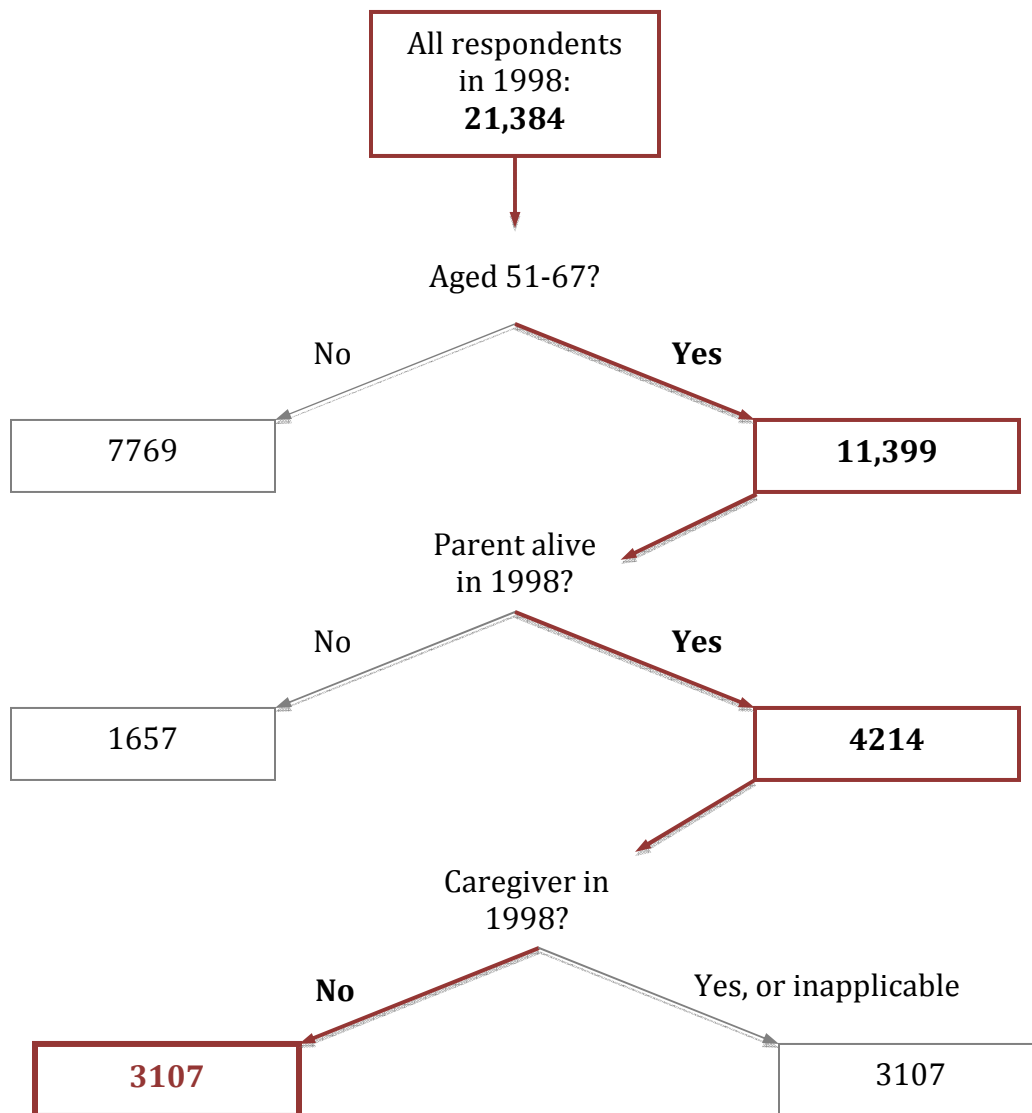 All respondents
in 1998:
21,384
Aged 51-67?
No
Yes
7769
11,399
Parent alive
in 1998?
No
Yes
1657
4214
Caregiver in
1998?
No
Yes, or inapplicable
3107
3107